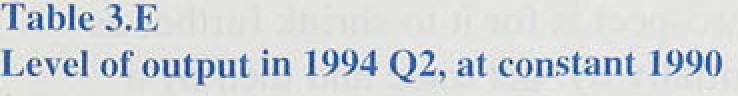 Table 3.E
Level of output in 1994 Q2, at constant 1990